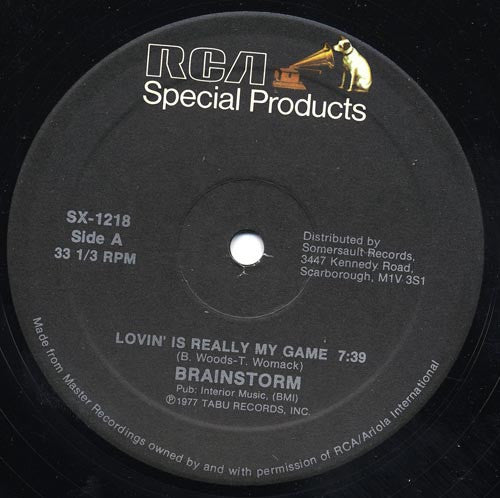 RCA
Special Products
SX-1218
Side A
33 1/3 RPM
Distributed by
Somersault Records,
3447 Kennedy Road,
Scarborough, M1V 3S1
LOVIN' IS REALLY MY GAME 7:39
(B. Woods-T. Womack)
BRAINSTORM
Pub: Interior Music, (BMI)
℗1977 TABU RECORDS, INC.
Made from Master Recordings owned by and with permission of RCA/Ariola International